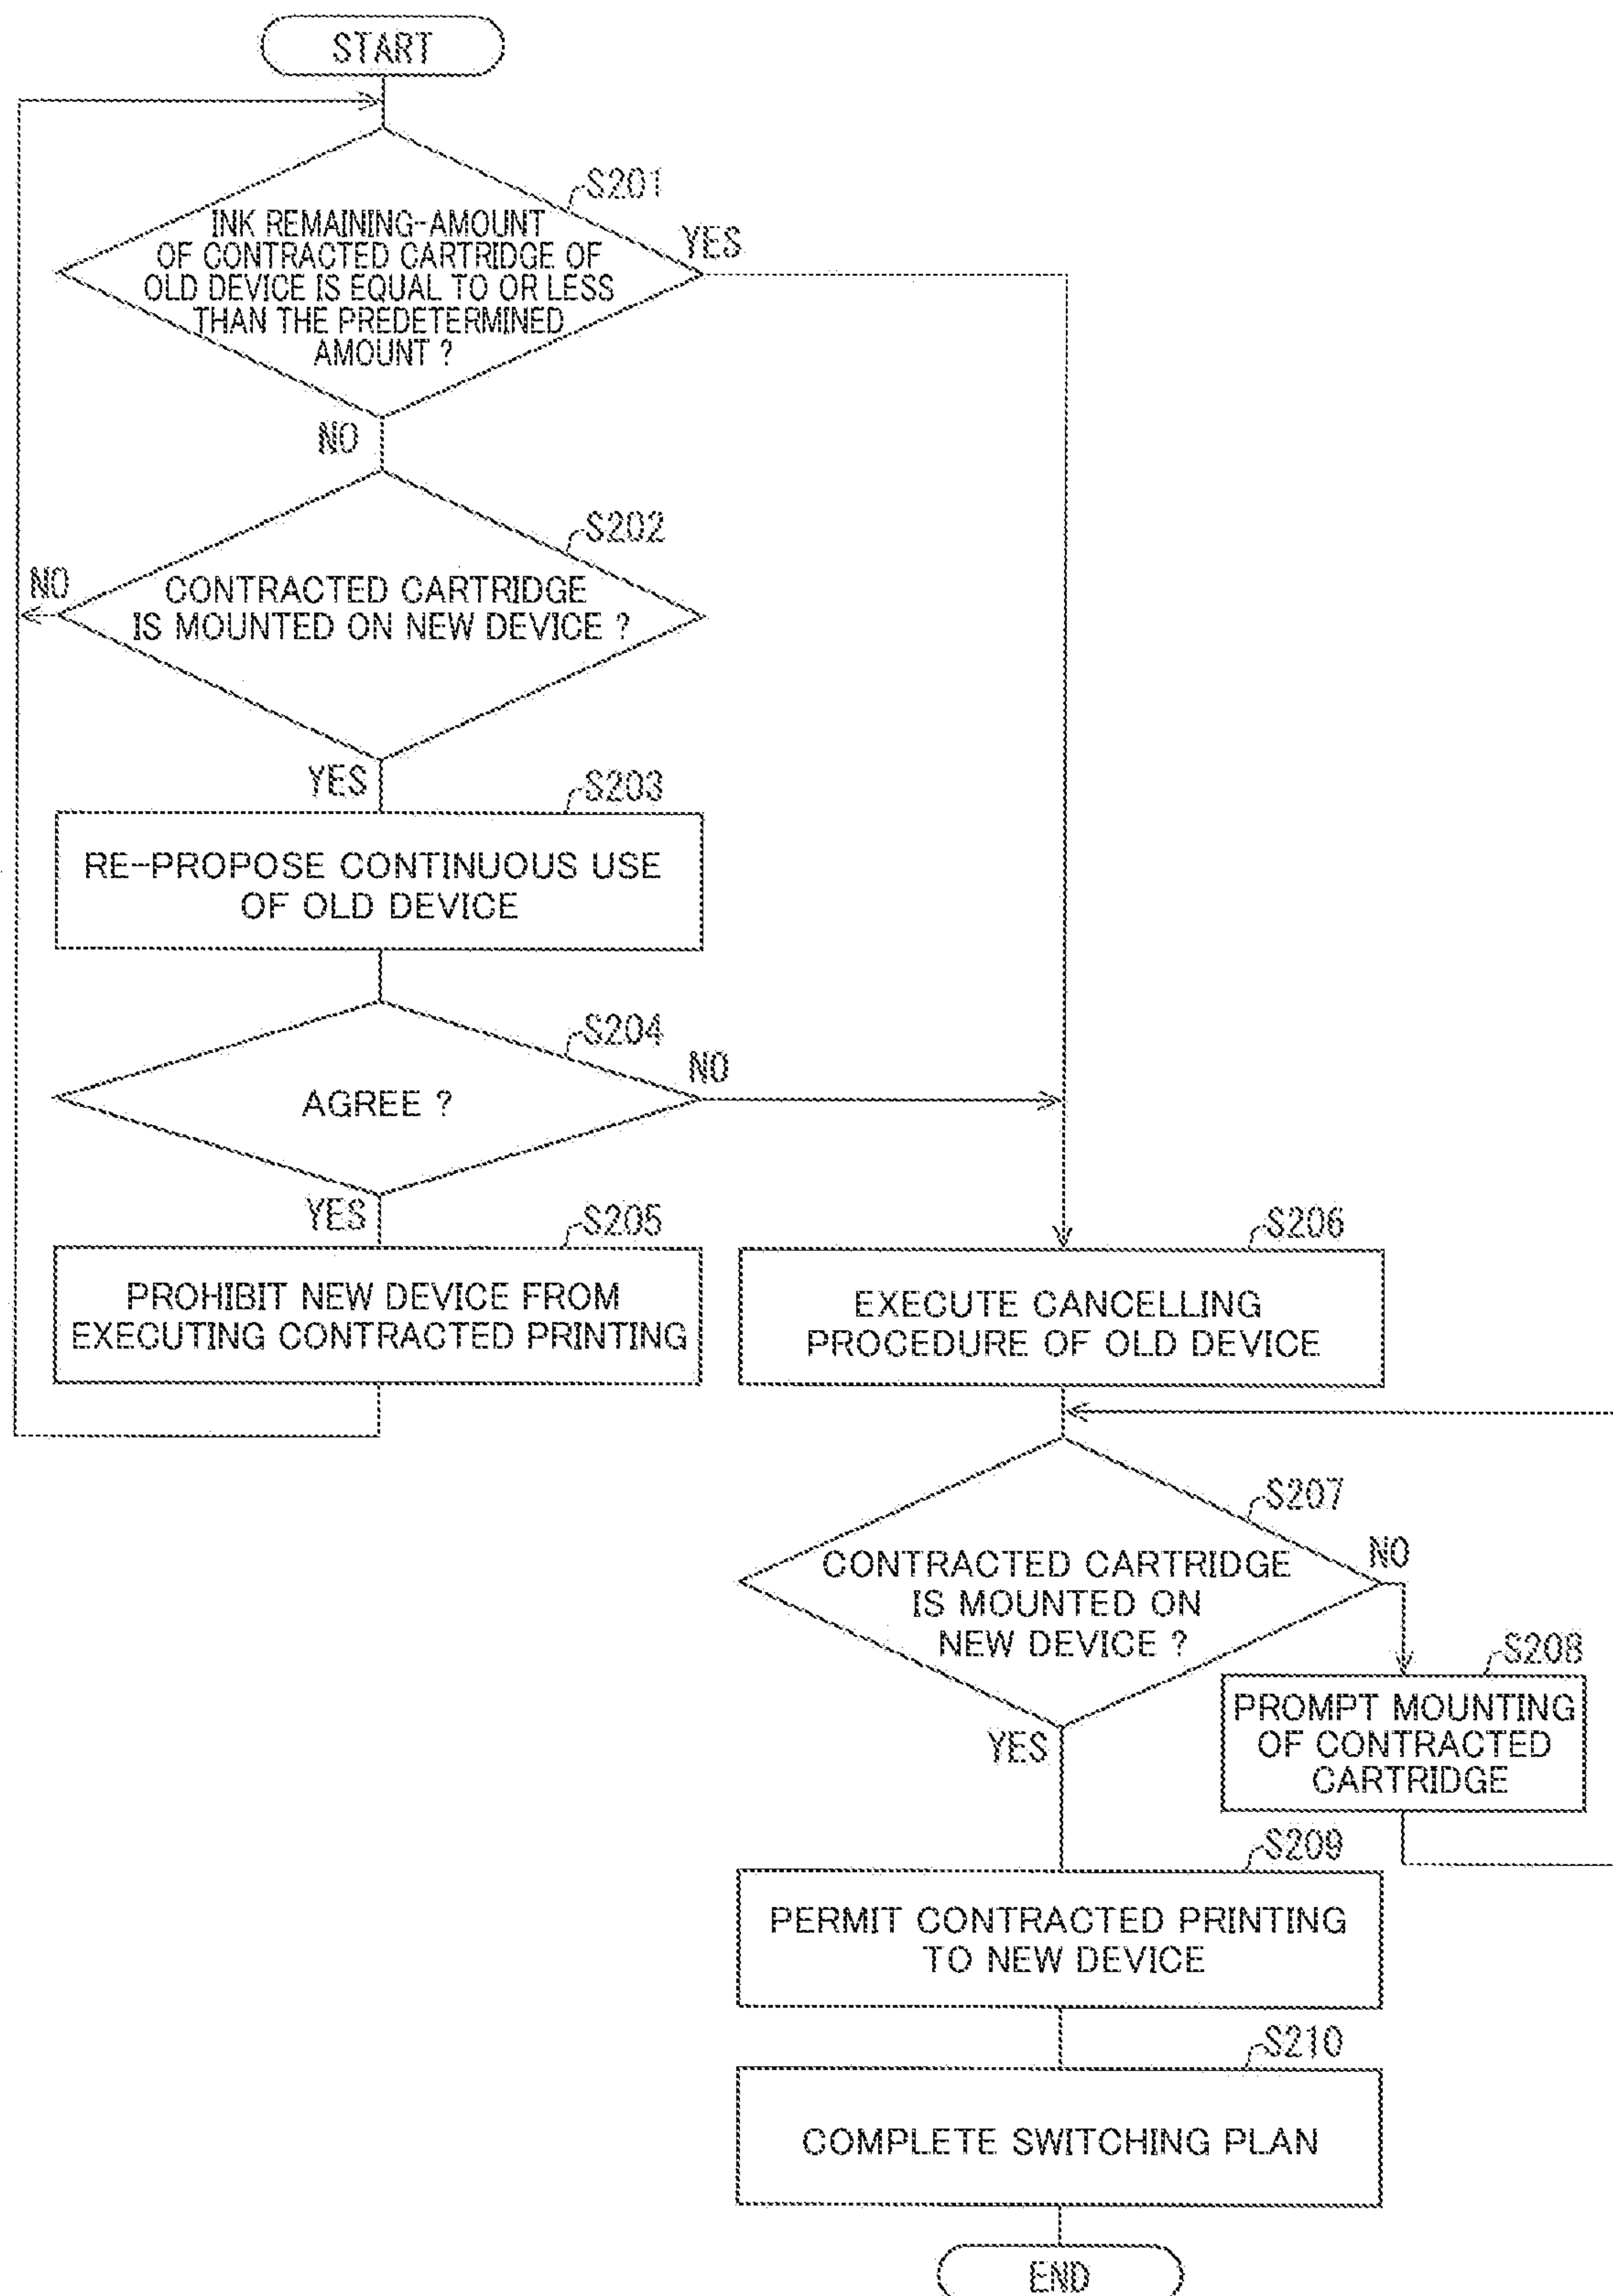 START
S201
INK REMAINING-AMOUNT
OF CONTRACTED CARTRIDGE OF
OLD DEVICE IS EQUAL TO OR LESS
THAN THE PREDETERMINED
AMOUNT ?
YES
NO
S202
CONTRACTED CARTRIDGE
IS MOUNTED ON NEW DEVICE ?
NO
YES
S203
RE-PROPOSE CONTINUOUS USE
OF OLD DEVICE
S204
AGREE ?
NO
YES
S205
PROHIBIT NEW DEVICE FROM
EXECUTING CONTRACTED PRINTING
S206
EXECUTE CANCELLING
PROCEDURE OF OLD DEVICE
S207
CONTRACTED CARTRIDGE
IS MOUNTED ON
NEW DEVICE ?
NO
YES
S208
PROMPT MOUNTING
OF CONTRACTED
CARTRIDGE
S209
PERMIT CONTRACTED PRINTING
TO NEW DEVICE
S210
COMPLETE SWITCHING PLAN
END